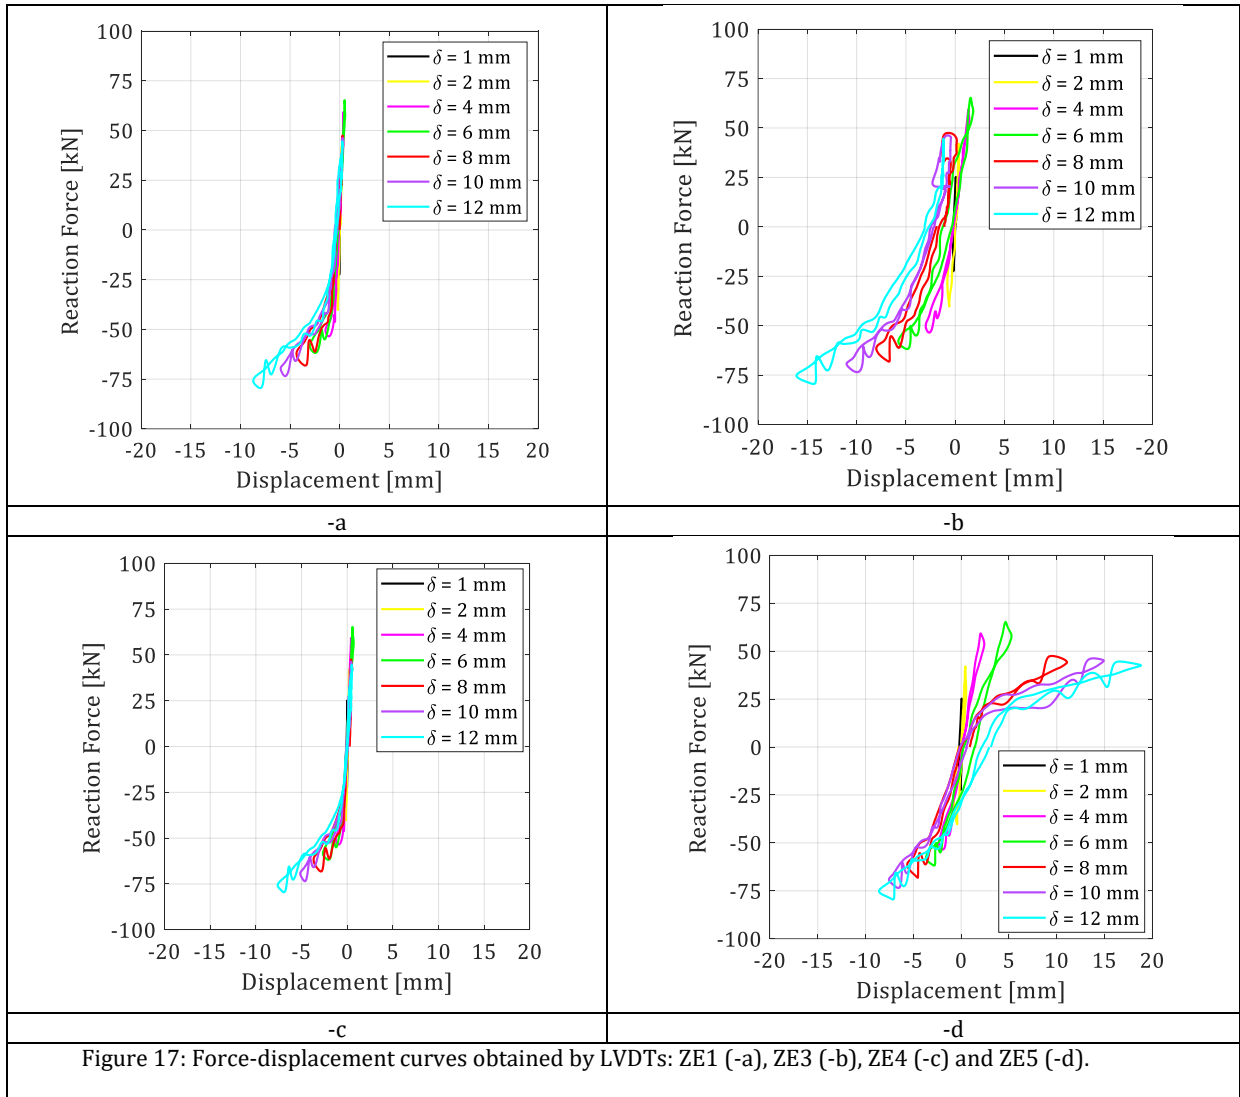 100
75
50
25
0
-25
-50
-75
-100
-20 -15 -10 -5 0 5 10 15 20
Reaction Force [kN]
Displacement [mm]
δ = 1 mm
δ = 2 mm
δ = 4 mm
δ = 6 mm
δ = 8 mm
δ = 10 mm
δ = 12 mm
100
75
50
25
0
-25
-50
-75
-100
-20 -15 -10 -5 0 5 10 15 -20
Reaction Force [kN]
Displacement [mm]
δ = 1 mm
δ = 2 mm
δ = 4 mm
δ = 6 mm
δ = 8 mm
δ = 10 mm
δ = 12 mm
-a
-b
100
75
50
25
0
-25
-50
-75
-100
-20 -15 -10 -5 0 5 10 15 20
Reaction Force [kN]
Displacement [mm]
δ = 1 mm
δ = 2 mm
δ = 4 mm
δ = 6 mm
δ = 8 mm
δ = 10 mm
δ = 12 mm
100
75
50
25
0
-25
-50
-75
-100
-20 -15 -10 -5 0 5 10 15 20
Reaction Force [kN]
Displacement [mm]
δ = 1 mm
δ = 2 mm
δ = 4 mm
δ = 6 mm
δ = 8 mm
δ = 10 mm
δ = 12 mm
-c
-d
Figure 17: Force-displacement curves obtained by LVDTs: ZE1 (-a), ZE3 (-b), ZE4 (-c) and ZE5 (-d).